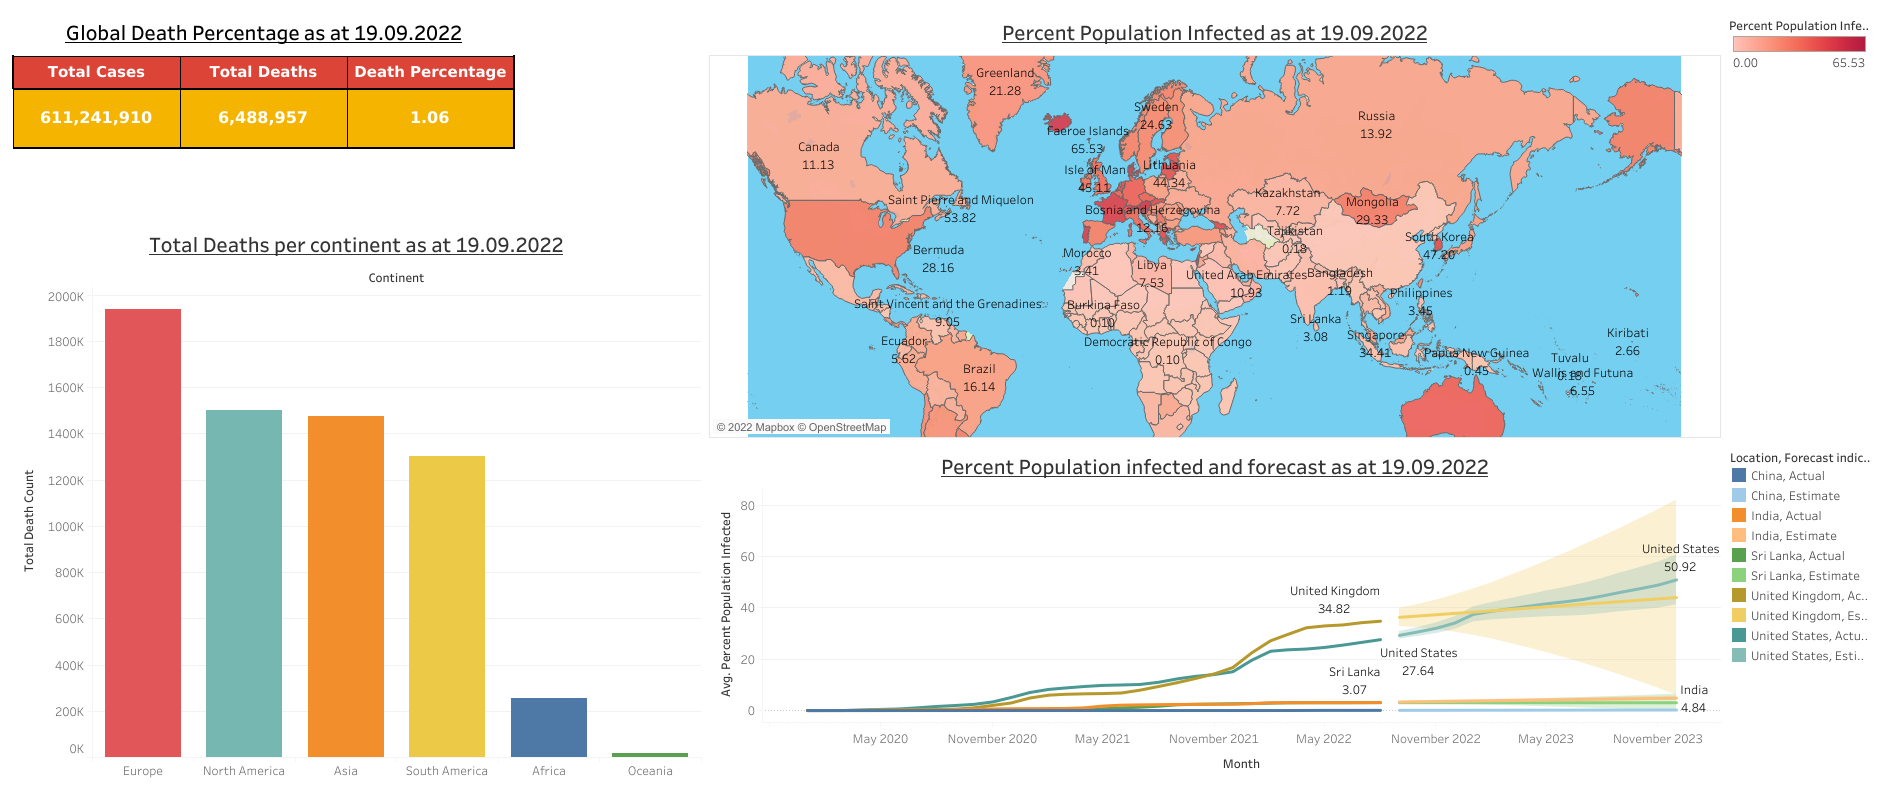 Global Death Percentage as at 19.09.2022
Total Cases Total Deaths Death Percentage
611,241,910 6,488,957 1.06
Total Deaths per continent as at 19.09.2022
Continent
Total Death Count
2000K
1800K
1600K
1400K
1200K
1000K
800K
600K
400K
200K
0K
Europe North America Asia South America Africa Oceania
Percent Population Infected as at 19.09.2022
Greenland
21.28
Sweden
24.63
Russia
13.92
Faeroe Islands
65.53
Canada
11.13
Isle of Man
45.11
Lithuania
44.34
Saint Pierre and Miquelon
53.82
Kazakhstan
7.72
Mongolia
29.33
Bosnia and Herzegovina
12.16
Tajikistan
0.18
South Korea
47.20
Bermuda
28.16
Morocco
3.41
Libya
7.53
United Arab Emirates
10.93
Bangladesh
1.19
Philippines
3.45
Saint Vincent and the Grenadines
9.05
Burkina Faso
0.10
Sri Lanka
3.08
Ecuador
5.62
Democratic Republic of Congo
0.10
Singapore
34.41
Papua New Guinea
0.45
Kiribati
2.66
Tuvalu
Wallis and Futuna
6.55
Brazil
16.14
© 2022 Mapbox © OpenStreetMap
Percent Population Infe..
0.00 65.53
Percent Population infected and forecast as at 19.09.2022
Avg. Percent Population Infected
80
60
40
20
0
United Kingdom
34.82
United States
27.64
Sri Lanka
3.07
United States
50.92
India
4.84
May 2020 November 2020 May 2021 November 2021 May 2022 November 2022 May 2023 November 2023
Month
Location, Forecast indic..
China, Actual
China, Estimate
India, Actual
India, Estimate
Sri Lanka, Actual
Sri Lanka, Estimate
United Kingdom, Ac..
United Kingdom, Es..
United States, Actu..
United States, Esti..